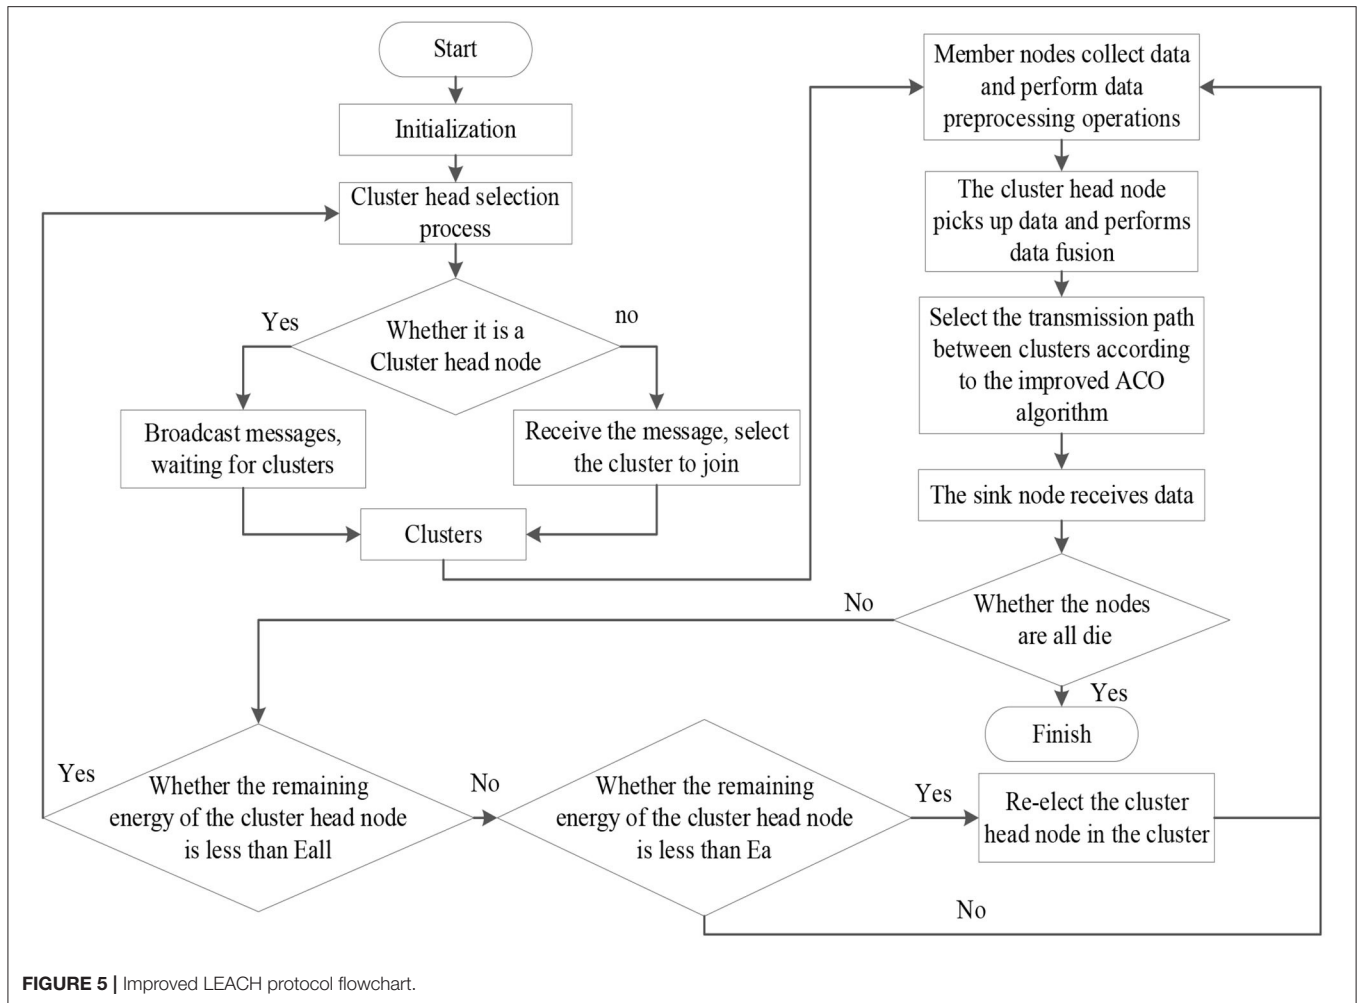 Start
Initialization
Cluster head selection
process
Yes
Whether it is a
Cluster head node
no
Broadcast messages,
waiting for clusters
Receive the message, select
the cluster to join
Clusters
Member nodes collect data
and perform data
preprocessing operations
The cluster head node
picks up data and performs
data fusion
Select the transmission path
between clusters according
to the improved ACO
algorithm
The sink node receives data
Whether the nodes
are all die
No
Yes
Finish
Yes
Whether the remaining
energy of the cluster head node
is less than Eall
No
Whether the remaining
energy of the cluster head node
is less than Ea
Yes
Re-elect the cluster
head node in the cluster
No
FIGURE 5 | Improved LEACH protocol flowchart.